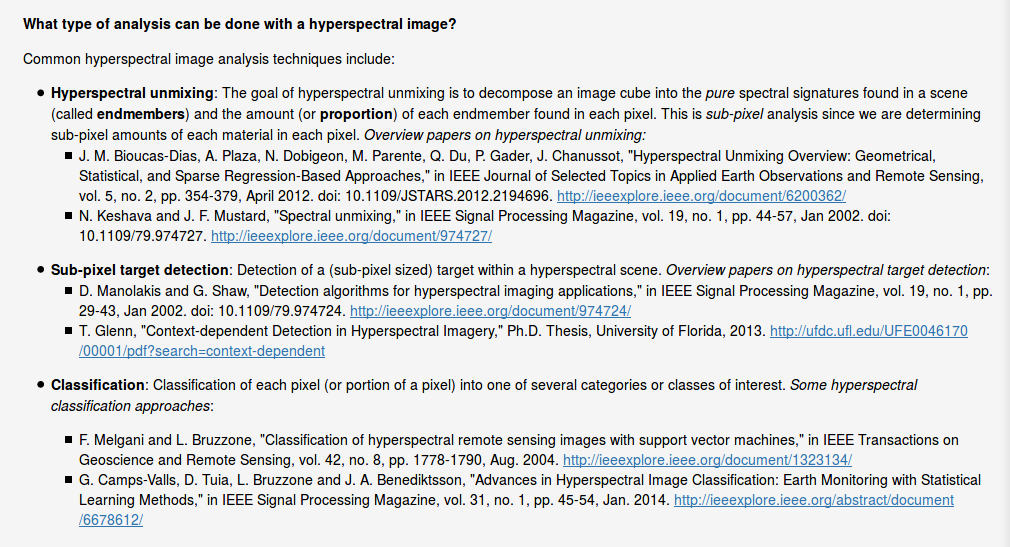 What type of analysis can be done with a hyperspectral image?
Common hyperspectral image analysis techniques include:
● Hyperspectral unmixing: The goal of hyperspectral unmixing is to decompose an image cube into the pure spectral signatures found in a scene
(called endmembers) and the amount (or proportion) of each endmember found in each pixel. This is sub-pixel analysis since we are determining
sub-pixel amounts of each material in each pixel. Overview papers on hyperspectral unmixing:
■ J. M. Bioucas-Dias, A. Plaza, N. Dobigeon, M. Parente, Q. Du, P. Gader, J. Chanussot, "Hyperspectral Unmixing Overview: Geometrical,
Statistical, and Sparse Regression-Based Approaches," in IEEE Journal of Selected Topics in Applied Earth Observations and Remote Sensing,
vol. 5, no. 2, pp. 354-379, April 2012. doi: 10.1109/JSTARS.2012.2194696. http://ieeexplore.ieee.org/document/6200362/
■ N. Keshava and J. F. Mustard, "Spectral unmixing," in IEEE Signal Processing Magazine, vol. 19, no. 1, pp. 44-57, Jan 2002. doi:
10.1109/79.974727. http://ieeexplore.ieee.org/document/974727/
● Sub-pixel target detection: Detection of a (sub-pixel sized) target within a hyperspectral scene. Overview papers on hyperspectral target detection:
■ D. Manolakis and G. Shaw, "Detection algorithms for hyperspectral imaging applications," in IEEE Signal Processing Magazine, vol. 19, no. 1, pp.
29-43, Jan 2002. doi: 10.1109/79.974724. http://ieeexplore.ieee.org/document/974724/
■ T. Glenn, "Context-dependent Detection in Hyperspectral Imagery," Ph.D. Thesis, University of Florida, 2013. http://ufdc.ufl.edu/UFE0046170
/00001/pdf?search=context-dependent
● Classification: Classification of each pixel (or portion of a pixel) into one of several categories or classes of interest. Some hyperspectral
classification approaches:
■ F. Melgani and L. Bruzzone, "Classification of hyperspectral remote sensing images with support vector machines," in IEEE Transactions on
Geoscience and Remote Sensing, vol. 42, no. 8, pp. 1778-1790, Aug. 2004. http://ieeexplore.ieee.org/document/1323134/
■ G. Camps-Valls, D. Tuia, L. Bruzzone and J. A. Benediktsson, "Advances in Hyperspectral Image Classification: Earth Monitoring with Statistical
Learning Methods," in IEEE Signal Processing Magazine, vol. 31, no. 1, pp. 45-54, Jan. 2014. http://ieeexplore.ieee.org/abstract/document
/6678612/